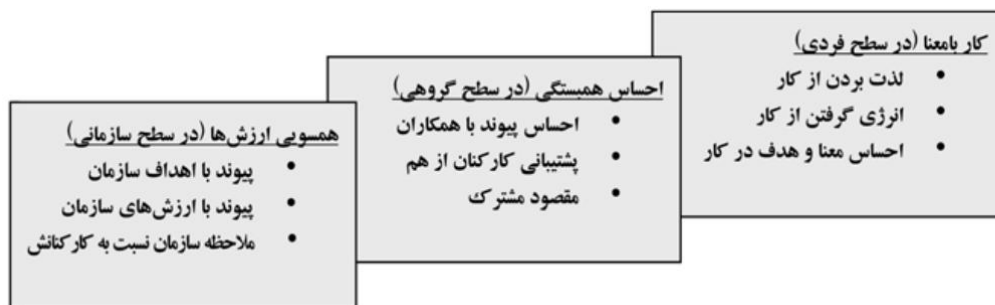 کار بامعنا (در سطح فردی)
• لذت بردن از کار
• انرژی گرفتن از کار
• احساس معنا و هدف در کار
احساس همبستگی (در سطح گروهی)
• احساس پیوند با همکاران
• پشتیبانی کارکنان از هم
• مقصود مشترک
همسویی ارزش‌ها (در سطح سازمانی)
• پیوند با اهداف سازمان
• پیوند با ارزش‌های سازمان
• ملاحظه سازمان نسبت به کارکنانش